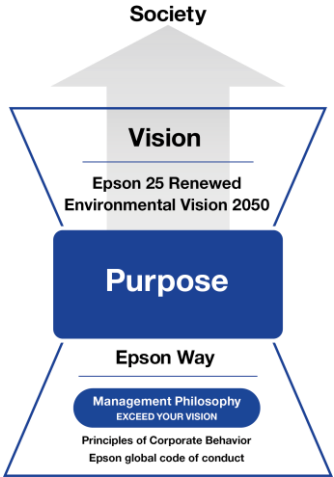 Society
Vision
Epson 25 Renewed
Environmental Vision 2050
Purpose
Epson Way
Management Philosophy
EXCEED YOUR VISION
Principles of Corporate Behavior
Epson global code of conduct